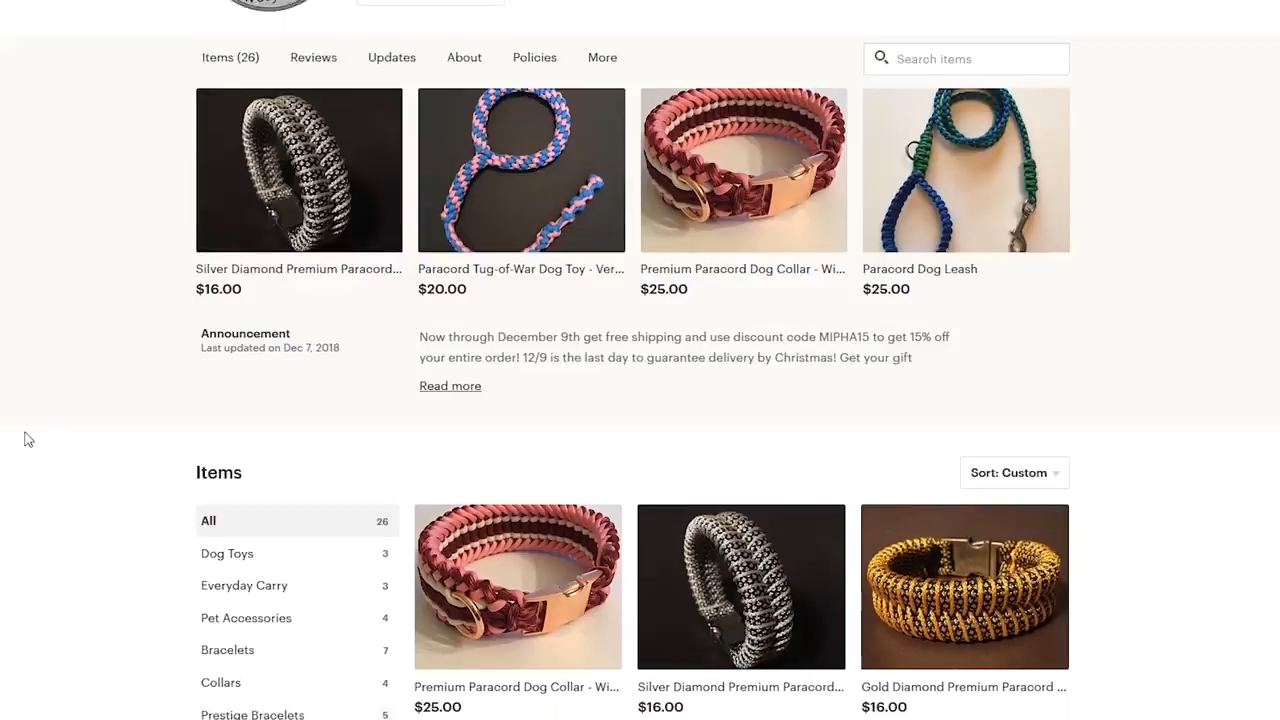 Items (26)
Reviews
Updates
About
Policies
More
Search items
Silver Diamond Premium Paracord...
Paracord Tug-of-War Dog Toy - Ver...
Premium Paracord Dog Collar - Wi...
Paracord Dog Leash
$16.00
$20.00
$25.00
$25.00
Announcement
Last updated on Dec 7, 2018
Now through December 9th get free shipping and use discount code MIPHA15 to get 15% off
your entire order! 12/9 is the last day to guarantee delivery by Christmas! Get your gift
Read more
Items
Sort: Custom
All 26
Dog Toys 3
Everyday Carry 3
Pet Accessories 4
Bracelets 7
Collars 4
Prestige Bracelets 5
Premium Paracord Dog Collar - Wi...
Silver Diamond Premium Paracord...
Gold Diamond Premium Paracord ...
$25.00
$16.00
$16.00